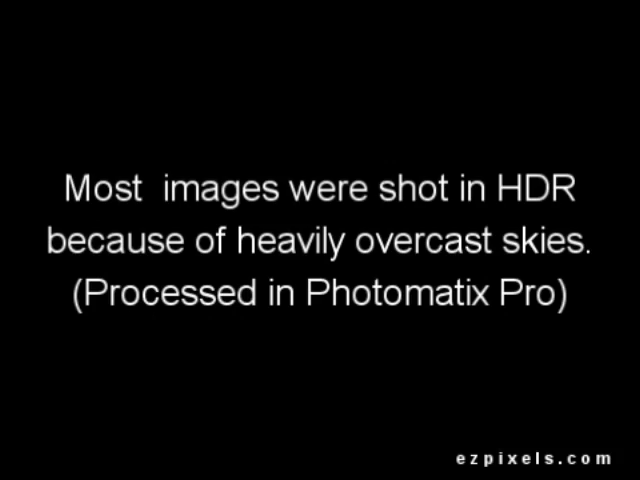 Most  images were shot in HDR
because of heavily overcast skies.
(Processed in Photomatix Pro)
ezpixels.com